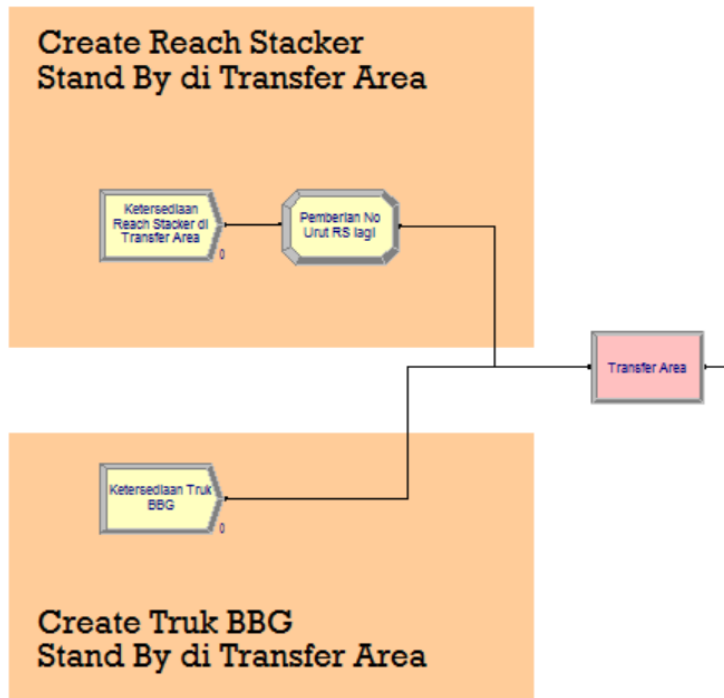 Create Reach Stacker
Stand By di Transfer Area
Ketersediaan
Reach Stacker di
Transfer Area
0
Pemberian No
Urut RS lagi
Transfer Area
Ketersediaan Truk
BBG
0
Create Truk BBG
Stand By di Transfer Area